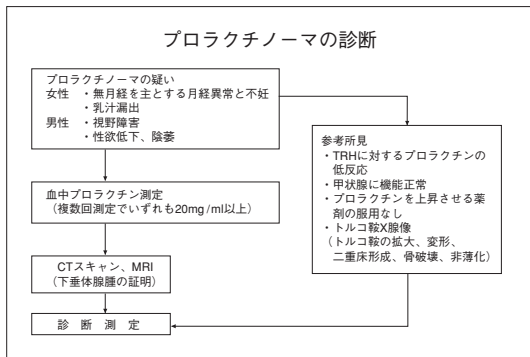 プロラクチノーマの診断
プロラクチノーマの疑い
女性 ・無月経を主とする月経異常と不妊
・乳汁漏出
男性 ・視野障害
・性欲低下、陰萎
血中プロラクチン測定
(複数回測定でいずれも20mg/ml以上)
CTスキャン、MRI
(下垂体腺腫の証明)
診 断 測 定
参考所見
・TRHに対するプロラクチンの
低反応
・甲状腺に機能正常
・プロラクチンを上昇させる薬
剤の服用なし
・トルコ鞍X腺像
(トルコ鞍の拡大、変形、
二重床形成、骨破壊、非薄化)